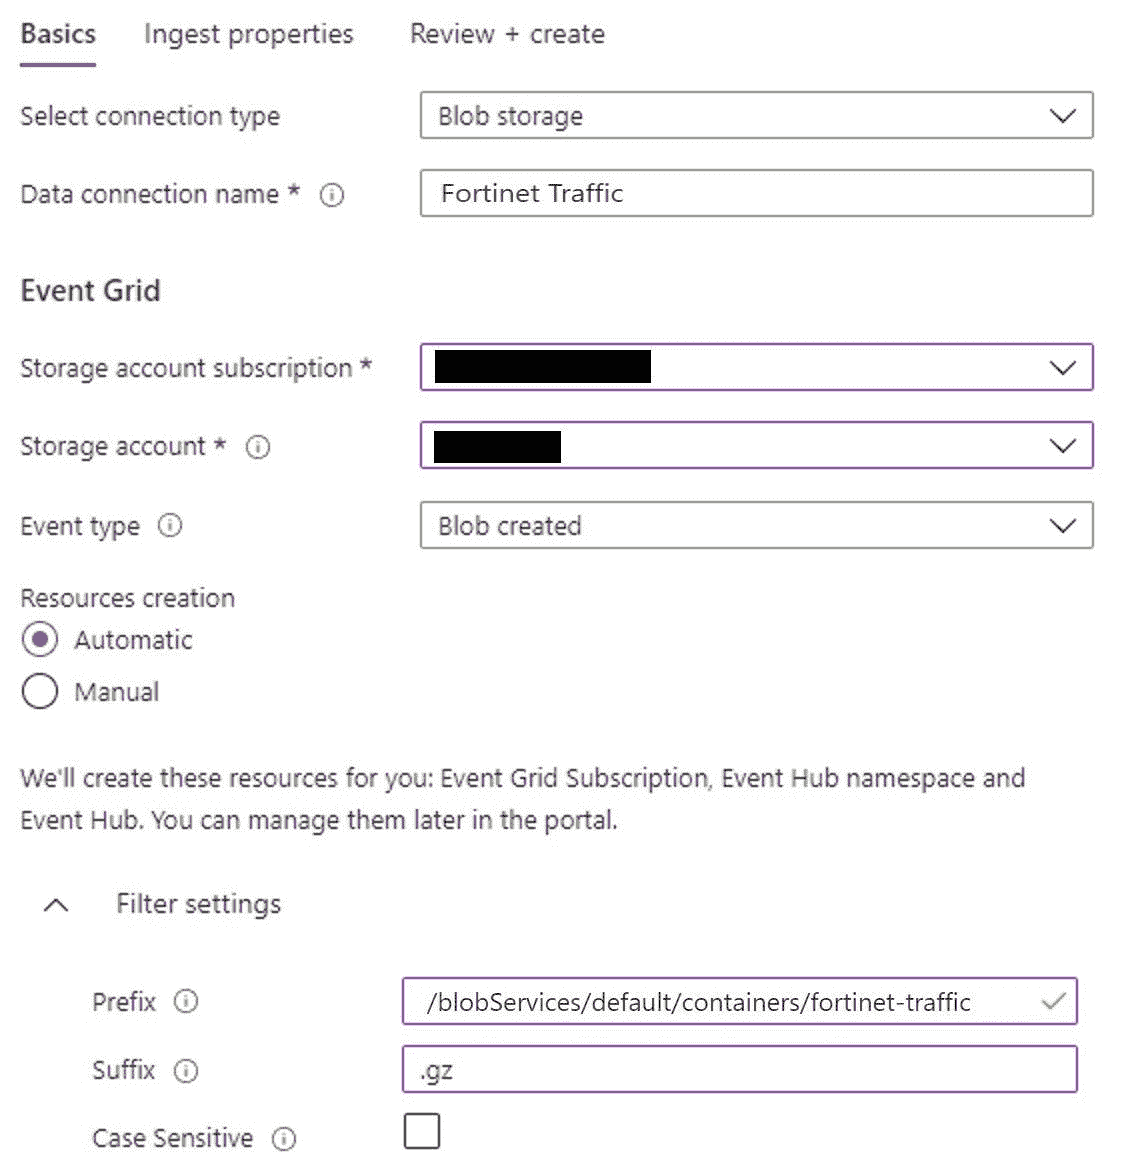 Basics Ingest properties Review + create
Select connection type Blob storage
Data connection name * Fortinet Traffic
Event Grid
Storage account subscription *
Storage account *
Event type Blob created
Resources creation
Automatic
Manual
We'll create these resources for you: Event Grid Subscription, Event Hub namespace and
Event Hub. You can manage them later in the portal.
Filter settings
Prefix /blobServices/default/containers/fortinet-traffic
Suffix .gz
Case Sensitive